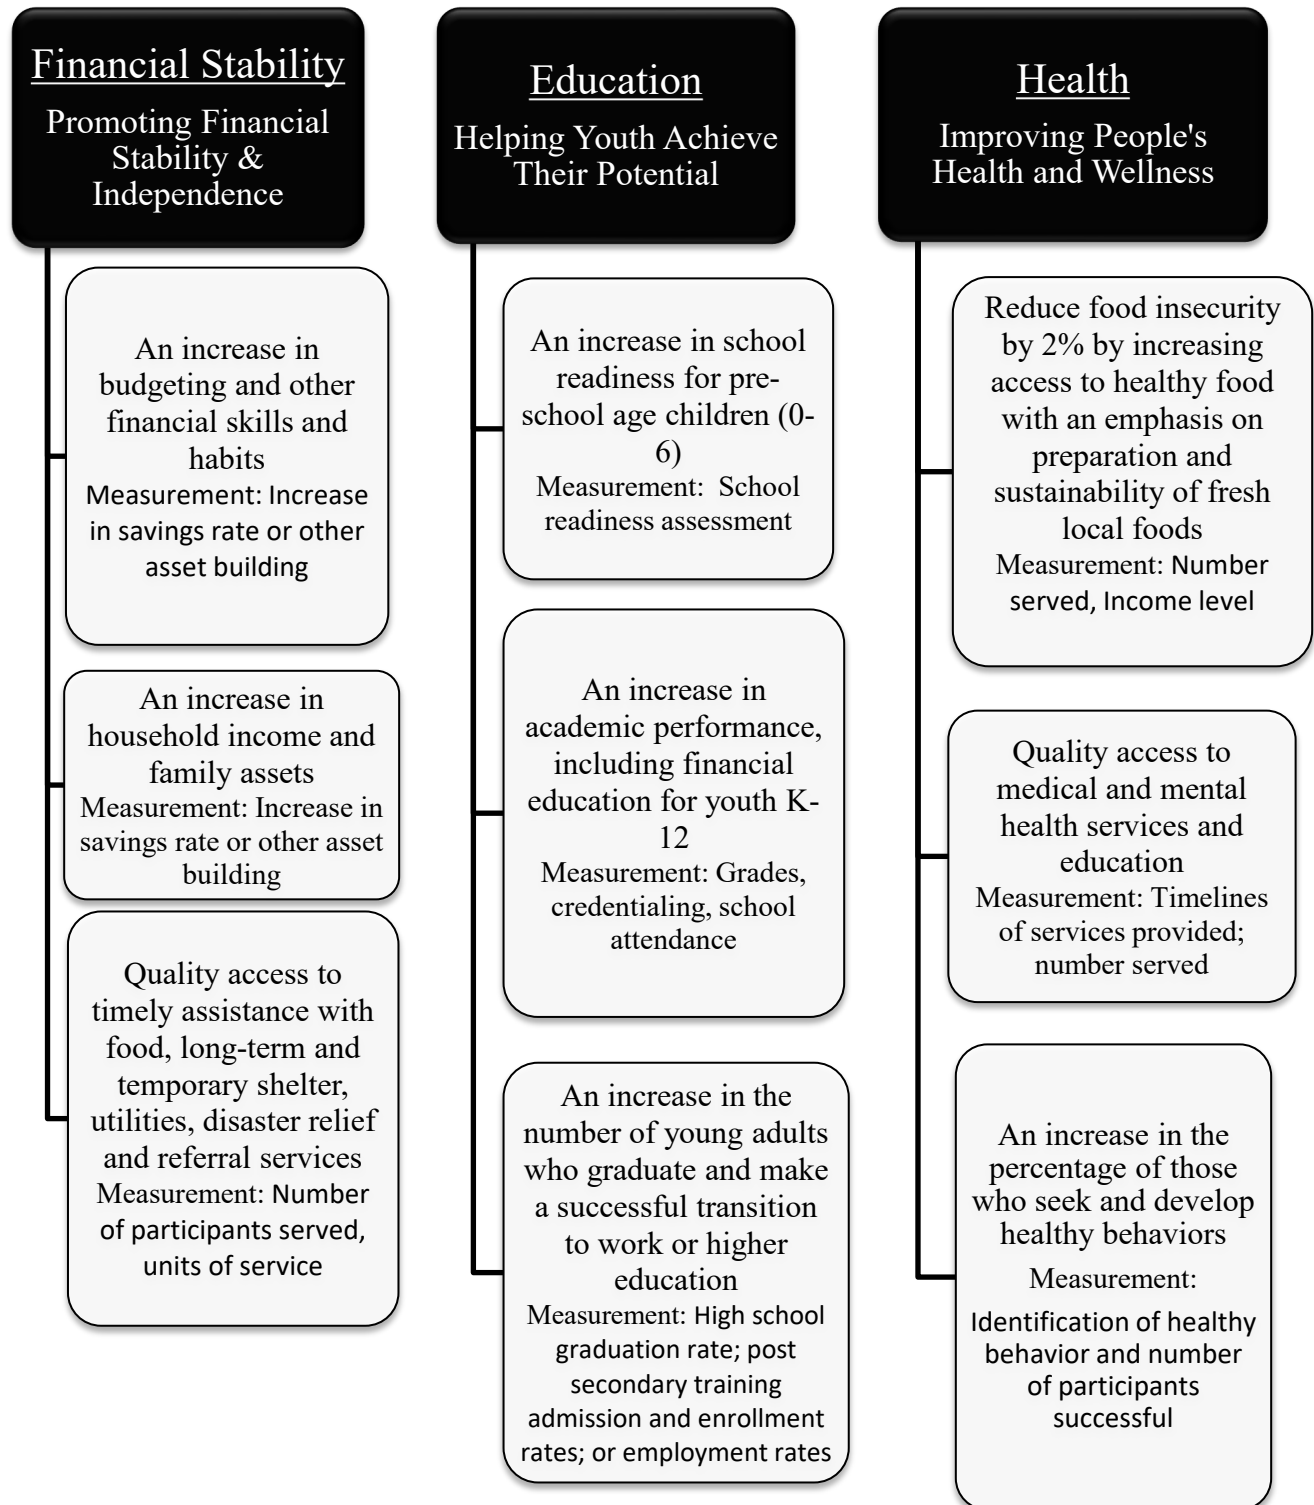 Financial Stability
Promoting Financial
Stability &
Independence
An increase in
budgeting and other
financial skills and
habits
Measurement: Increase
in savings rate or other
asset building
An increase in
household income and
family assets
Measurement: Increase in
savings rate or other asset
building
Quality access to
timely assistance with
food, long-term and
temporary shelter,
utilities, disaster relief
and referral services
Measurement: Number
of participants served,
units of service
Education
Helping Youth Achieve
Their Potential
An increase in school
readiness for pre-
school age children (0-
6)
Measurement:  School
readiness assessment
An increase in
academic performance,
including financial
education for youth K-
12
Measurement: Grades,
credentialing, school
attendance
An increase in the
number of young adults
who graduate and make
a successful transition
to work or higher
education
Measurement: High school
graduation rate; post
secondary training
admission and enrollment
rates; or employment rates
Health
Improving People's
Health and Wellness
Reduce food insecurity
by 2% by increasing
access to healthy food
with an emphasis on
preparation and
sustainability of fresh
local foods
Measurement: Number
served, Income level
Quality access to
medical and mental
health services and
education
Measurement: Timelines
of services provided;
number served
An increase in the
percentage of those
who seek and develop
healthy behaviors
Measurement:
Identification of healthy
behavior and number
of participants
successful